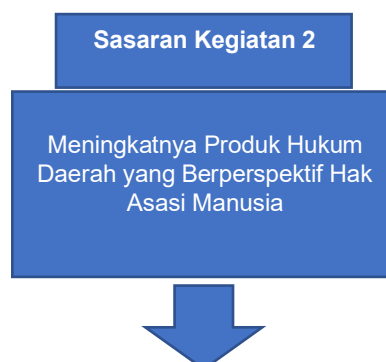 Sasaran Kegiatan 2
Meningkatnya Produk Hukum
Daerah yang Berperspektif Hak
Asasi Manusia